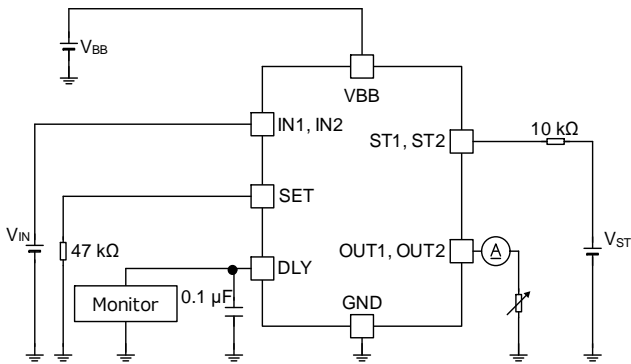 VBB
VBB
IN1, IN2
ST1, ST2
10 kΩ
SET
VIN
47 kΩ
OUT1, OUT2
A
VST
DLY
Monitor
0.1 µF
GND